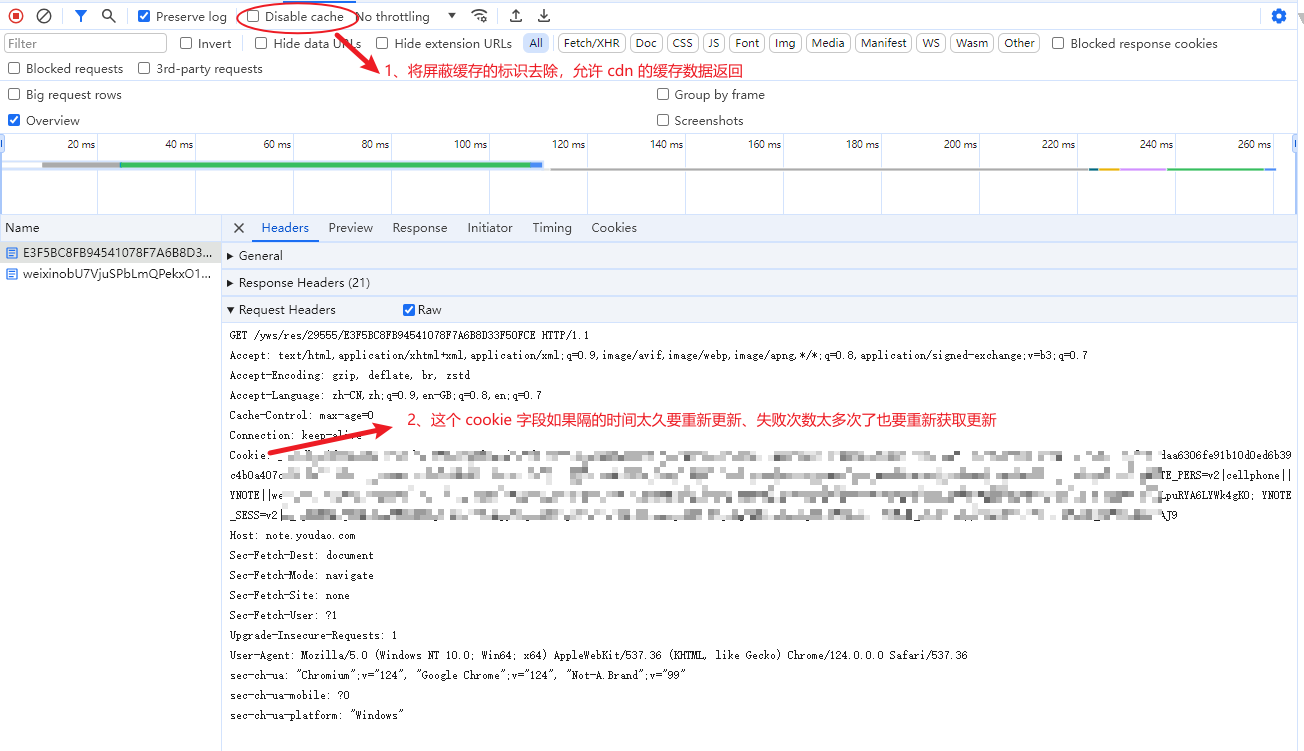 Preserve log Disable cache No throttling
Filter Invert Hide data URLs Hide extension URLs All Fetch/XHR Doc CSS JS Font Img Media Manifest WS Wasm Other Blocked response cookies
Blocked requests 3rd-party requests
1、将屏蔽缓存的标识去除，允许 cdn 的缓存数据返回
Big request rows Group by frame
Overview Screenshots
20 ms 40 ms 60 ms 80 ms 100 ms 120 ms 140 ms 160 ms 180 ms 200 ms 220 ms 240 ms 260 ms
Name Headers Preview Response Initiator Timing Cookies
E3F5BC8FB94541078F7A6B8D3...
weixinobU7VjuSPbLmQPekxO1...
General
Response Headers (21)
Request Headers Raw
GET /yws/res/29555/E3F5BC8FB94541078F7A6B8D33F50FCE HTTP/1.1
Accept: text/html,application/xhtml+xml,application/xml;q=0.9,image/avif,image/webp,image/apng,*/*;q=0.8,application/signed-exchange;v=b3;q=0.7
Accept-Encoding: gzip, deflate, br, zstd
Accept-Language: zh-CN,zh;q=0.9,en-GB;q=0.8,en;q=0.7
Cache-Control: max-age=0
2、这个 cookie 字段如果隔的时间太久要重新更新、失败次数太多次了也要重新获取更新
Connection: keep-alive
Cookie: daa6306fe91b10d0ed6b39
c4b0a407 TE_PERS=v2|cellphone||
YNOTE||we LpuRYA6LYWk4gKO; YNOTE
_SESS=v2| AJ9
Host: note.youdao.com
Sec-Fetch-Dest: document
Sec-Fetch-Mode: navigate
Sec-Fetch-Site: none
Sec-Fetch-User: ?1
Upgrade-Insecure-Requests: 1
User-Agent: Mozilla/5.0 (Windows NT 10.0; Win64; x64) AppleWebKit/537.36 (KHTML, like Gecko) Chrome/124.0.0.0 Safari/537.36
sec-ch-ua: "Chromium";v="124", "Google Chrome";v="124", "Not-A.Brand";v="99"
sec-ch-ua-mobile: ?0
sec-ch-ua-platform: "Windows"